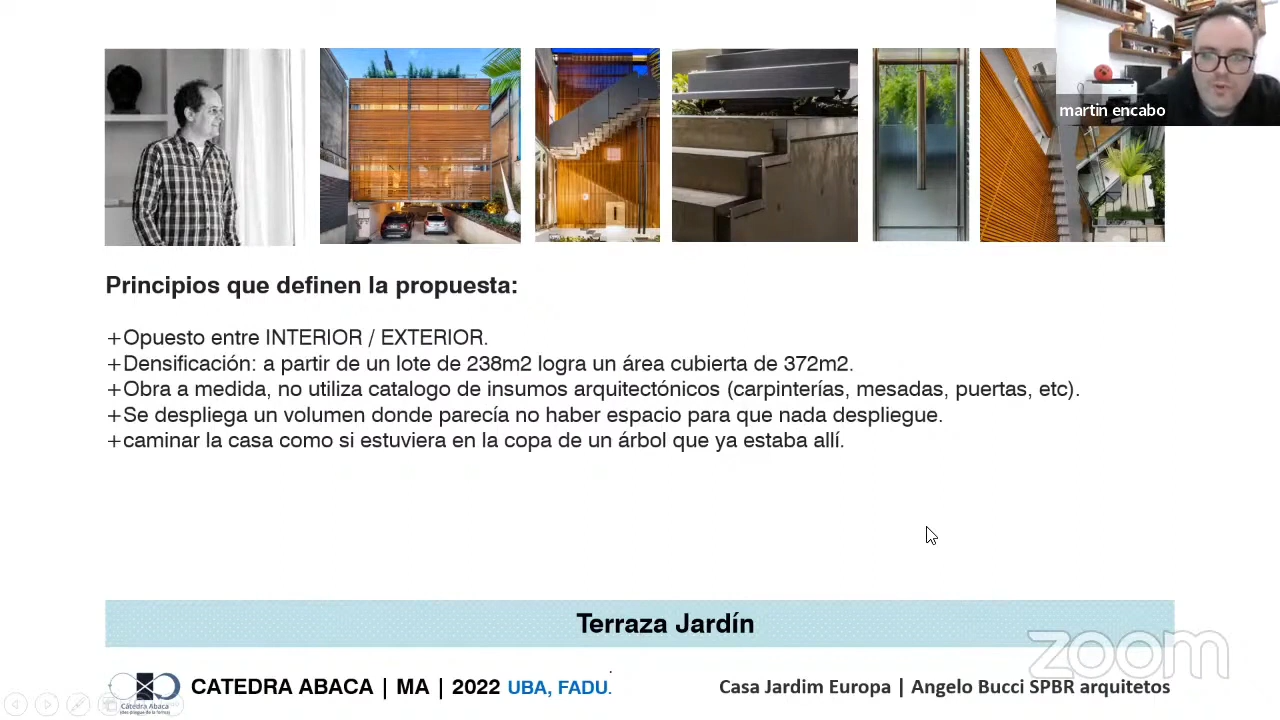 martin encabo
Principios que definen la propuesta:
+Opuesto entre INTERIOR / EXTERIOR.
+Densificación: a partir de un lote de 238m2 logra un área cubierta de 372m2.
+Obra a medida, no utiliza catalogo de insumos arquitectónicos (carpinterías, mesadas, puertas, etc).
+Se despliega un volumen donde parecía no haber espacio para que nada despliegue.
+caminar la casa como si estuviera en la copa de un árbol que ya estaba allí.
Terraza Jardín
zoom
CATEDRA ABACA | MA | 2022 UBA, FADU.
Casa Jardim Europa | Angelo Bucci SPBR arquitetos
Cátedra Abaca